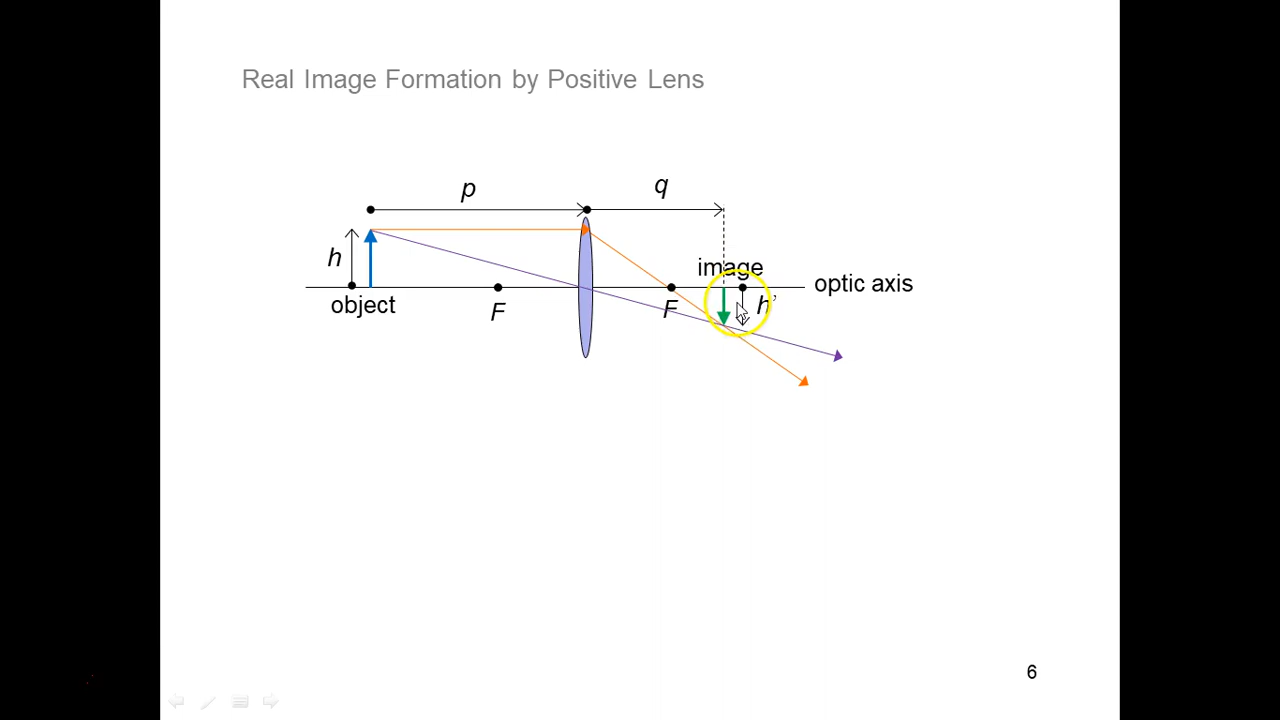 Real Image Formation by Positive Lens
p
q
h
image
optic axis
object
F
F
h’
6